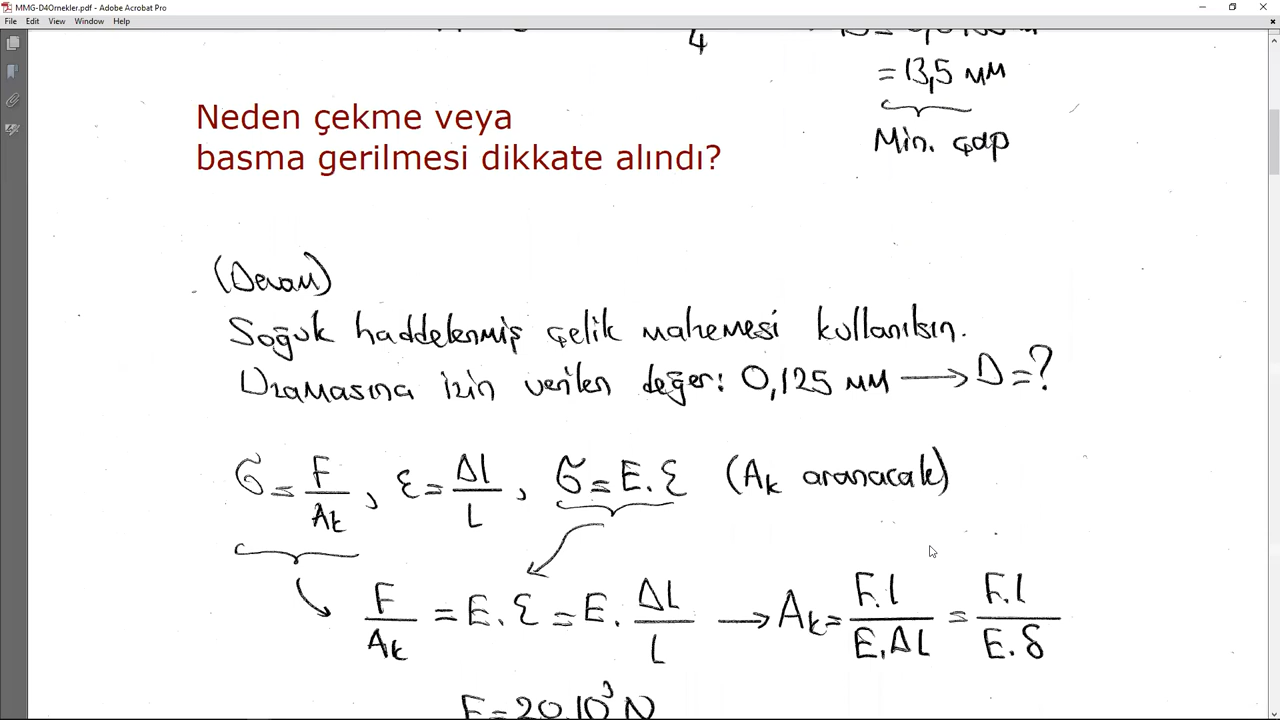 MMG-D4Ornekler.pdf - Adobe Acrobat Pro
File Edit View Window Help
4
= 13,5 mm
Min. çap
Neden çekme veya
basma gerilmesi dikkate alındı?
(Devam)
Soğuk haddelenmiş çelik malzemesi kullanılsın.
Uzamasına izin verilen değer: 0,125 mm → D=?
σ = F/Ak, ε = ΔL/L, σ = E.ε (Ak aranacak)
F/Ak = E.ε = E.ΔL/L → Ak = F.l/E.ΔL = F.l/E.δ
F = 20.10³ N